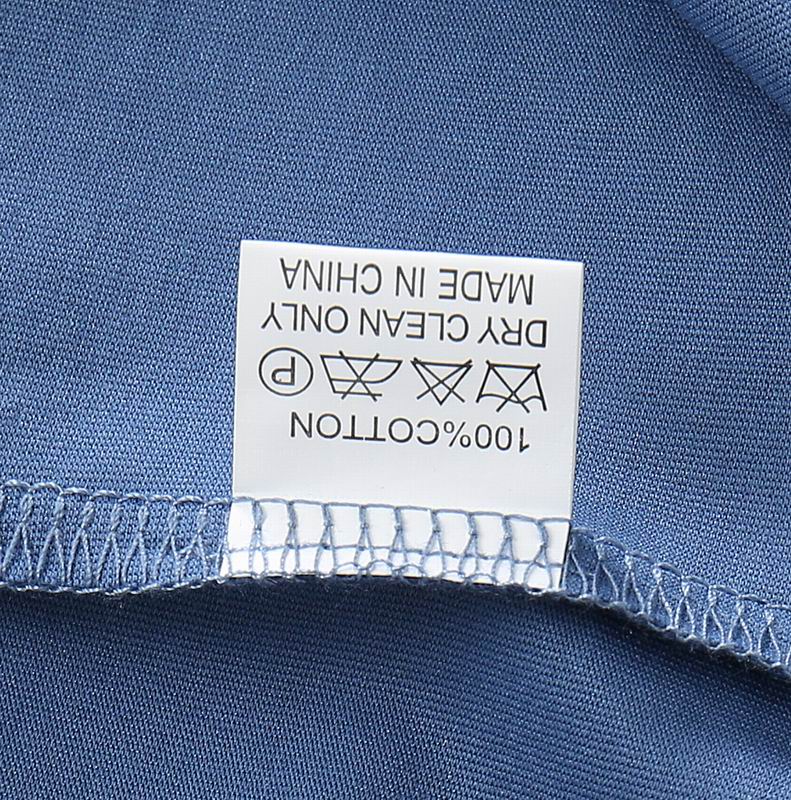 100%COTTON
P
DRY CLEAN ONLY
MADE IN CHINA